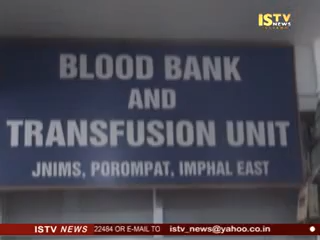 ISTV
BLOOD BANK
AND
TRANSFUSION UNIT
JNIMS, POROMPAT, IMPHAL EAST
ISTV NEWS 22484 OR E-MAIL TO istv_news@yahoo.co.in